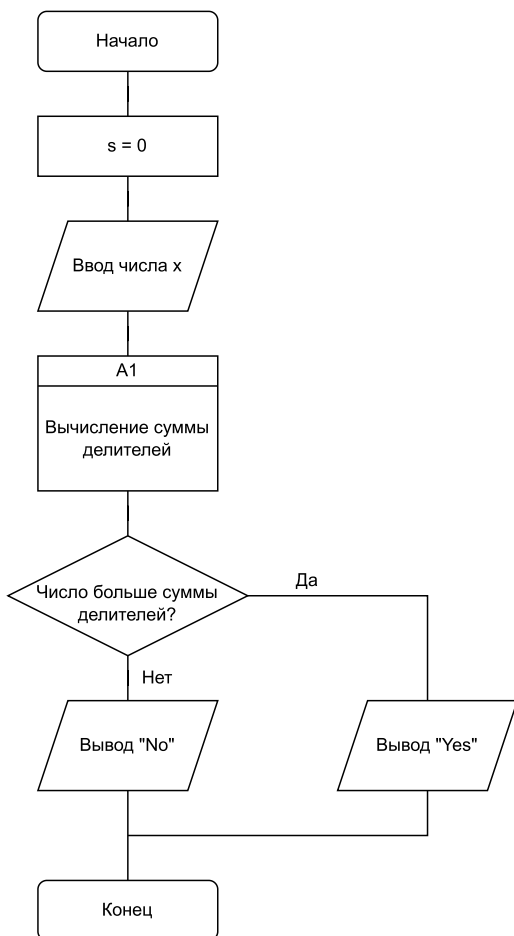 Начало
s = 0
Ввод числа x
A1
Вычисление суммы
делителей
Число больше суммы
делителей?
Да
Нет
Вывод "No"
Вывод "Yes"
Конец